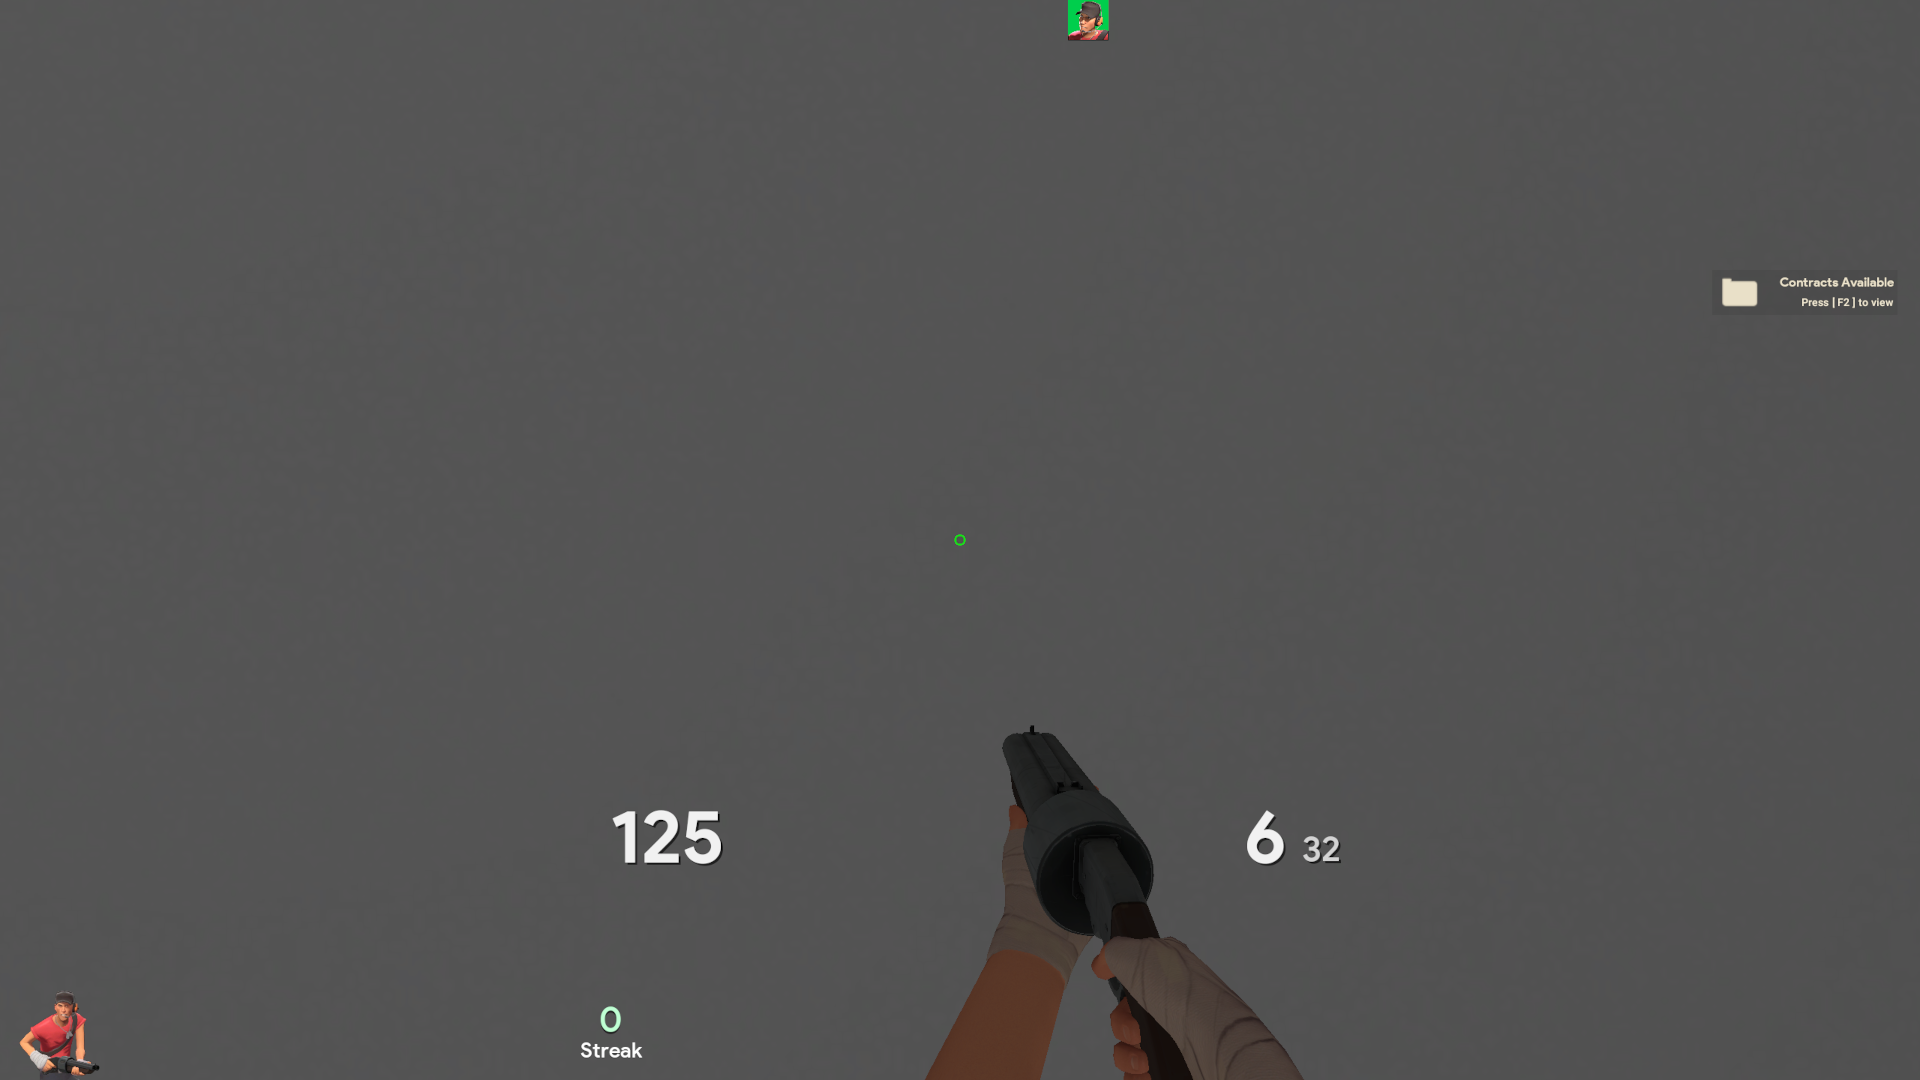 Contracts Available
Press [ F2 ] to view
125
6 32
0
Streak